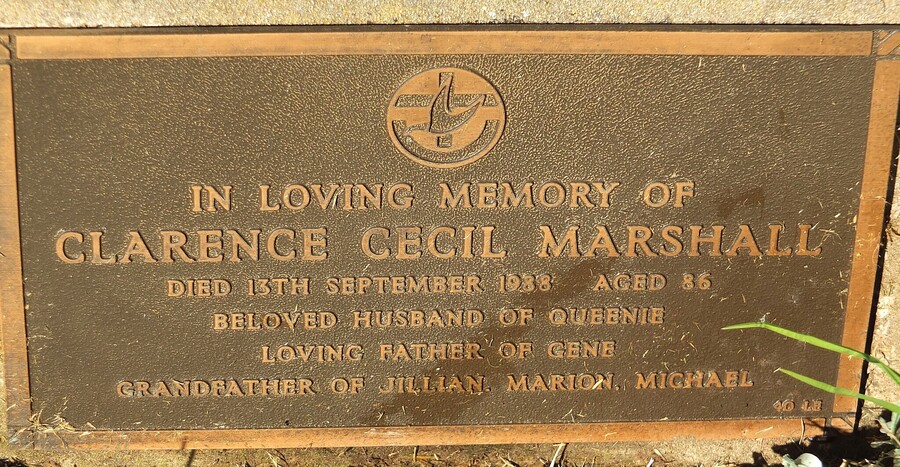 IN LOVING MEMORY OF
CLARENCE CECIL MARSHALL
DIED 13TH SEPTEMBER 1988 AGED 86
BELOVED HUSBAND OF QUEENIE
LOVING FATHER OF GENE
GRANDFATHER OF JILLIAN, MARION, MICHAEL